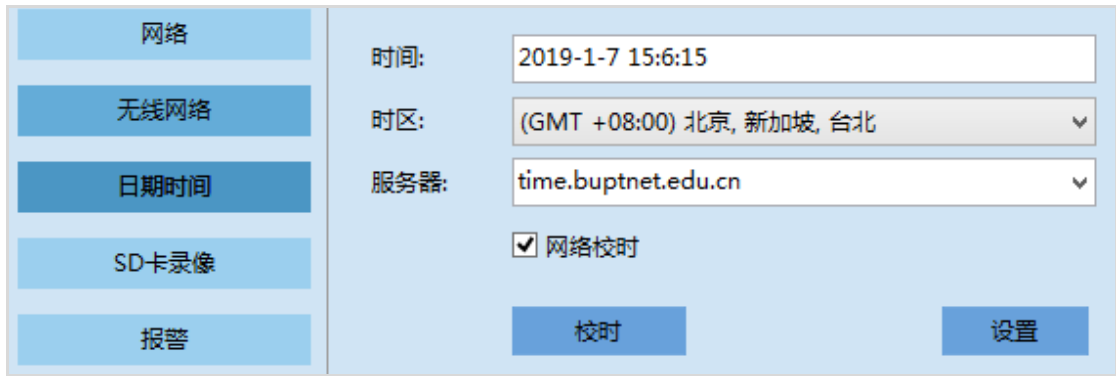 网络
无线网络
日期时间
SD卡录像
报警
时间: 2019-1-7 15:6:15
时区: (GMT +08:00) 北京, 新加坡, 台北
服务器: time.buptnet.edu.cn
网络校时
校时 设置